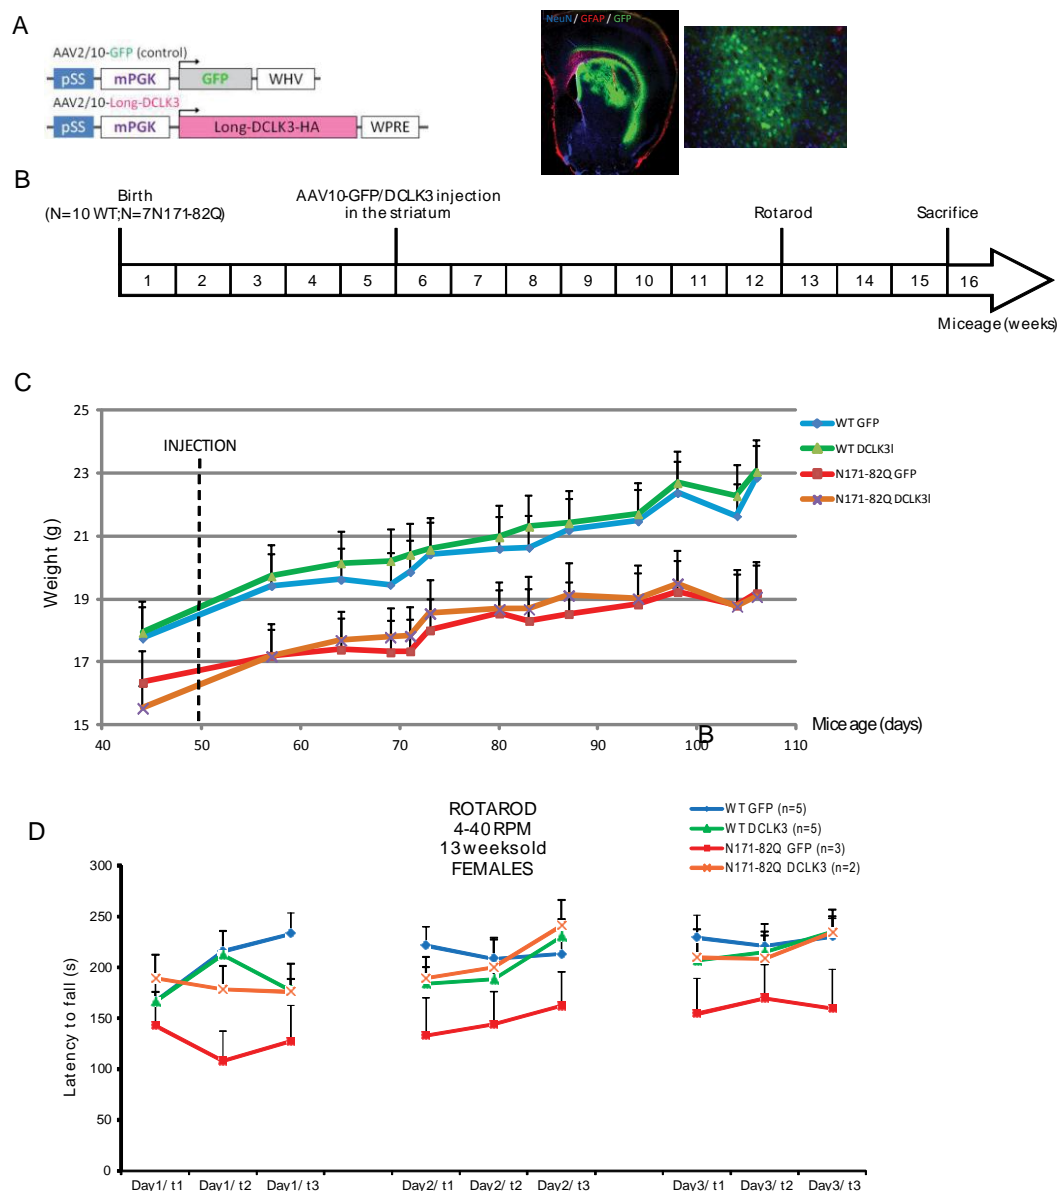 A
AAV2/10-GFP (control)
pSS mPGK GFP WHV
AAV2/10-Long-DCLK3
pSS mPGK Long-DCLK3-HA WPRE
NeuN / GFAP / GFP
B
Birth
(N=10 WT;N=7N171-82Q)
AAV10-GFP/DCLK3 injection
in the striatum
Rotarod
Sacrifice
1 2 3 4 5 6 7 8 9 10 11 12 13 14 15 16
Miceage (weeks)
C
25
23
21
19
17
15
Weight (g)
INJECTION
WT GFP
WT DCLK3l
N171-82Q GFP
N171-82Q DCLK3l
40 50 60 70 80 90 100 110
B
Mice age (days)
D
ROTAROD
4-40 RPM
13 weeksold
FEMALES
WT GFP (n=5)
WT DCLK3 (n=5)
N171-82Q GFP (n=3)
N171-82Q DCLK3 (n=2)
300
250
200
150
100
50
0
Latency to fall (s)
Day1/ t1 Day1/ t2 Day1/ t3 Day2/ t1 Day2/ t2 Day2/ t3 Day3/ t1 Day3/ t2 Day3/ t3